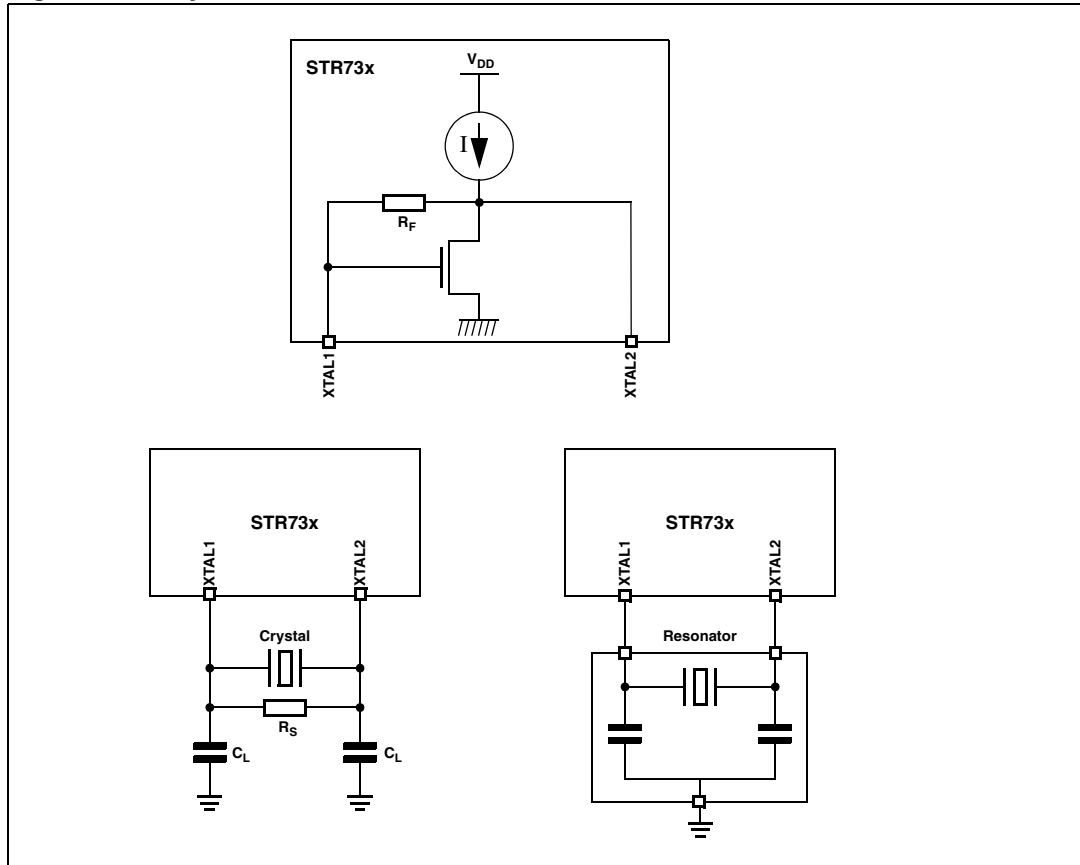 STR73x
VDD
I
RF
XTAL1
XTAL2
STR73x
XTAL1
XTAL2
Crystal
RS
CL
CL
STR73x
XTAL1
XTAL2
Resonator